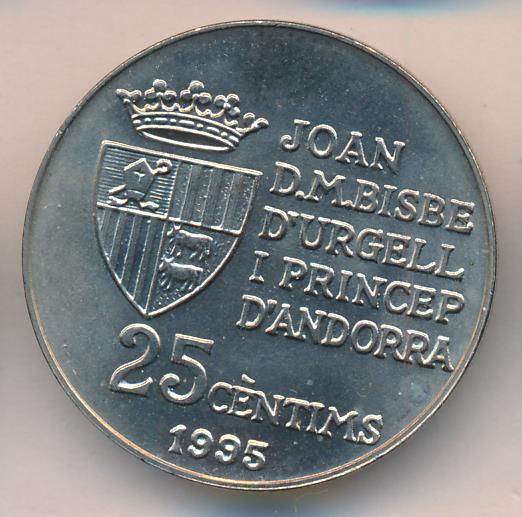 JOAN
D.M.BISBE
D'URGELL
I PRINCEP
D'ANDORRA
25 CÈNTIMS
1995